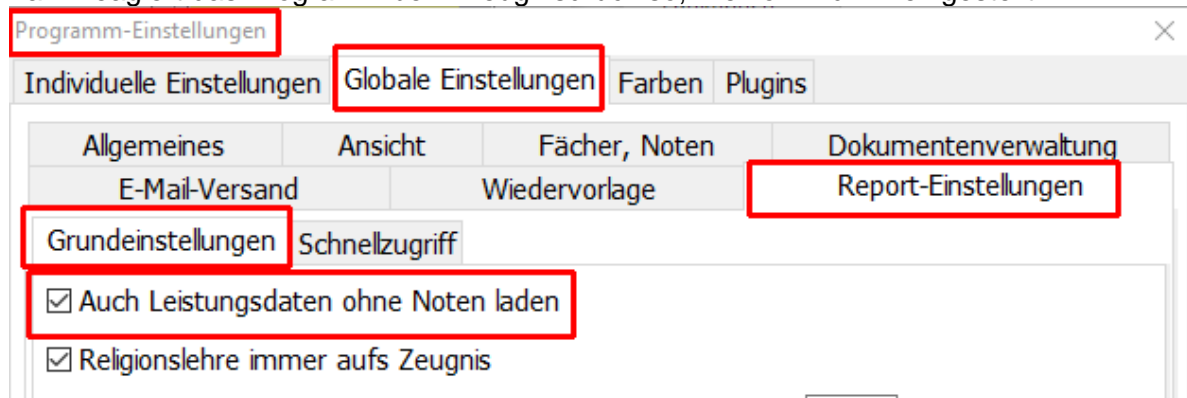 Programm-Einstellungen
Individuelle Einstellungen Globale Einstellungen Farben Plugins
Allgemeines Ansicht Fächer, Noten Dokumentenverwaltung
E-Mail-Versand Wiedervorlage Report-Einstellungen
Grundeinstellungen Schnellzugriff
Auch Leistungsdaten ohne Noten laden
Religionslehre immer aufs Zeugnis